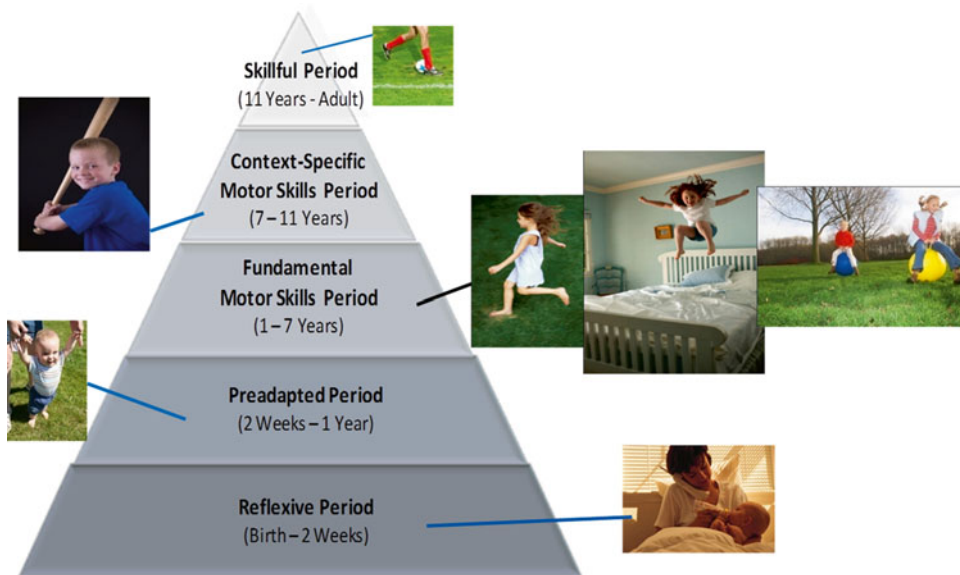 Skillful Period
(11 Years - Adult)
Context-Specific
Motor Skills Period
(7 – 11 Years)
Fundamental
Motor Skills Period
(1 – 7 Years)
Preadapted Period
(2 Weeks – 1 Year)
Reflexive Period
(Birth – 2 Weeks)